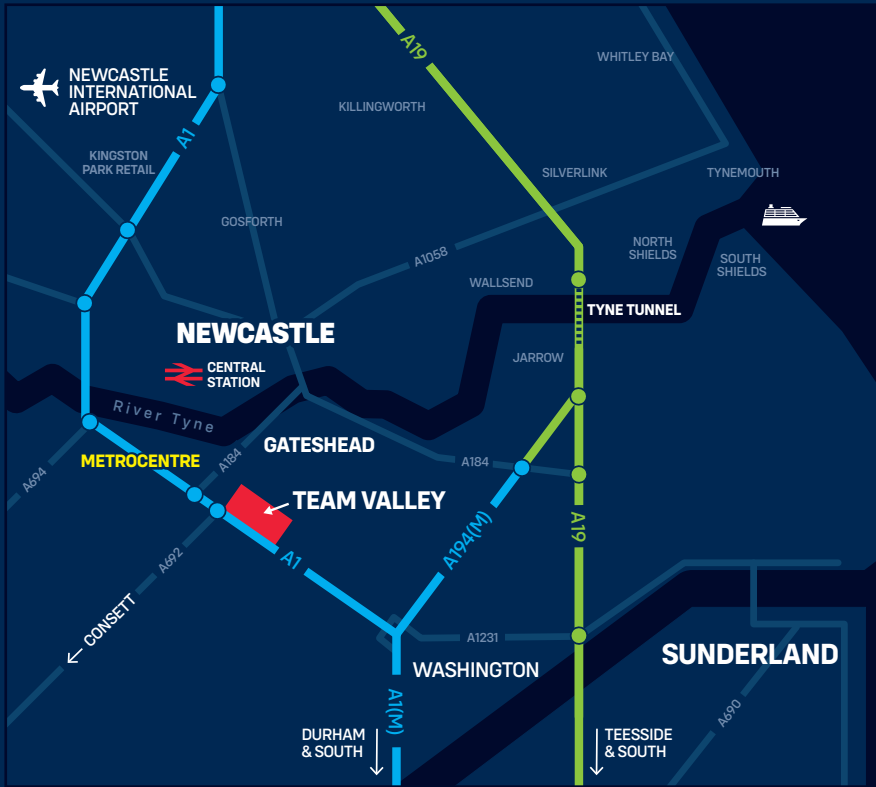 A19
WHITLEY BAY
NEWCASTLE
INTERNATIONAL
AIRPORT
KILLINGWORTH
A1
KINGSTON
PARK RETAIL
SILVERLINK
TYNEMOUTH
GOSFORTH
A1058
NORTH
SHIELDS
SOUTH
SHIELDS
WALLSEND
TYNE TUNNEL
NEWCASTLE
CENTRAL
STATION
JARROW
River Tyne
GATESHEAD
METROCENTRE
A184
A184
A694
TEAM VALLEY
A194(M)
A19
A1
A692
CONSETT
A1231
WASHINGTON
SUNDERLAND
A1(M)
A690
DURHAM
& SOUTH
TEESSIDE
& SOUTH